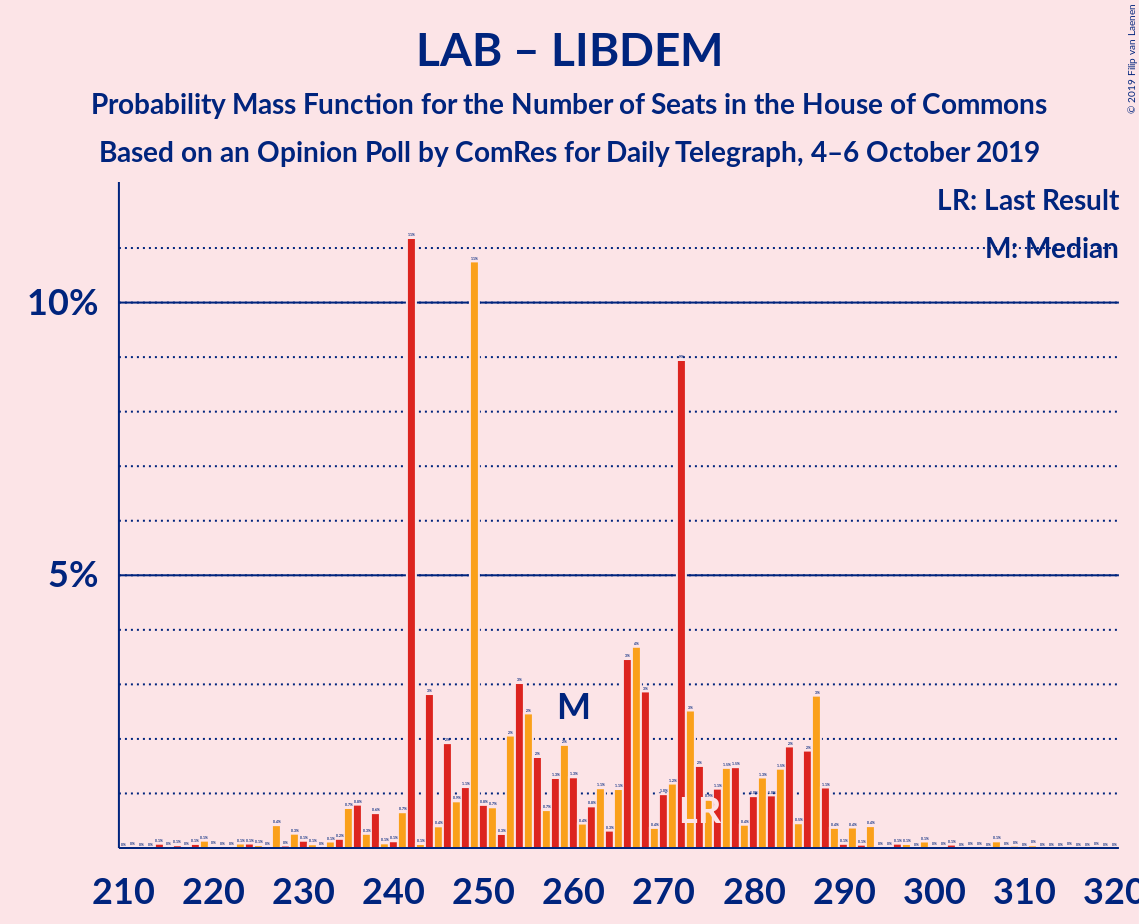 LAB – LIBDEM
Probability Mass Function for the Number of Seats in the House of Commons
Based on an Opinion Poll by ComRes for Daily Telegraph, 4–6 October 2019
© 2019 Filip van Laenen
LR: Last Result
M: Median
10%
5%
M
LR
210 220 230 240 250 260 270 280 290 300 310 320